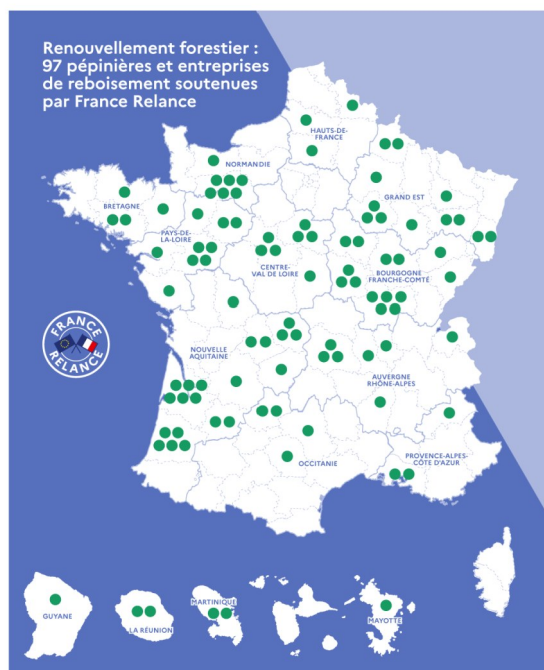 Renouvellement forestier :
97 pépinières et entreprises
de reboisement soutenues
par France Relance
HAUTS-DE-
FRANCE
NORMANDIE
BRETAGNE
GRAND EST
PAYS-DE-
LA-LOIRE
CENTRE-
VAL DE LOIRE
BOURGOGNE
FRANCHE-COMTÉ
FRANCE
RELANCE
NOUVELLE
AQUITAINE
AUVERGNE
RHÔNE-ALPES
OCCITANIE
PROVENCE-ALPES-
CÔTE D'AZUR
GUYANE
LA RÉUNION
MARTINIQUE
MAYOTTE